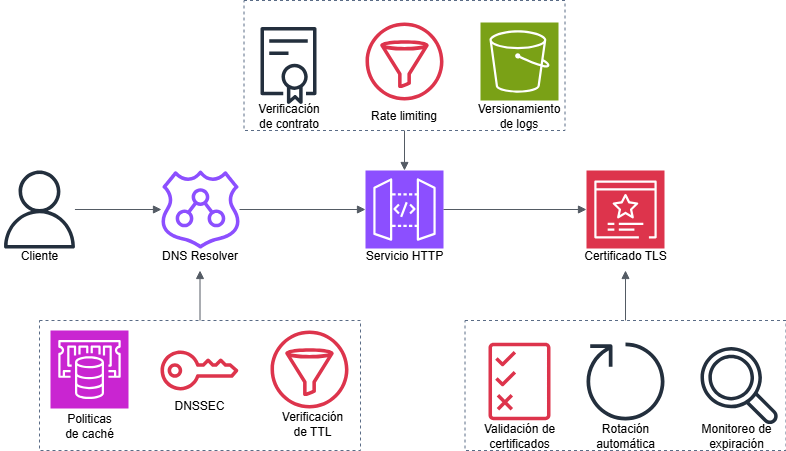 Verificación
de contrato
Rate limiting
Versionamiento
de logs
Cliente
DNS Resolver
Servicio HTTP
Certificado TLS
Politicas
de caché
DNSSEC
Verificación
de TTL
Validación de
certificados
Rotación
automática
Monitoreo de
expiración